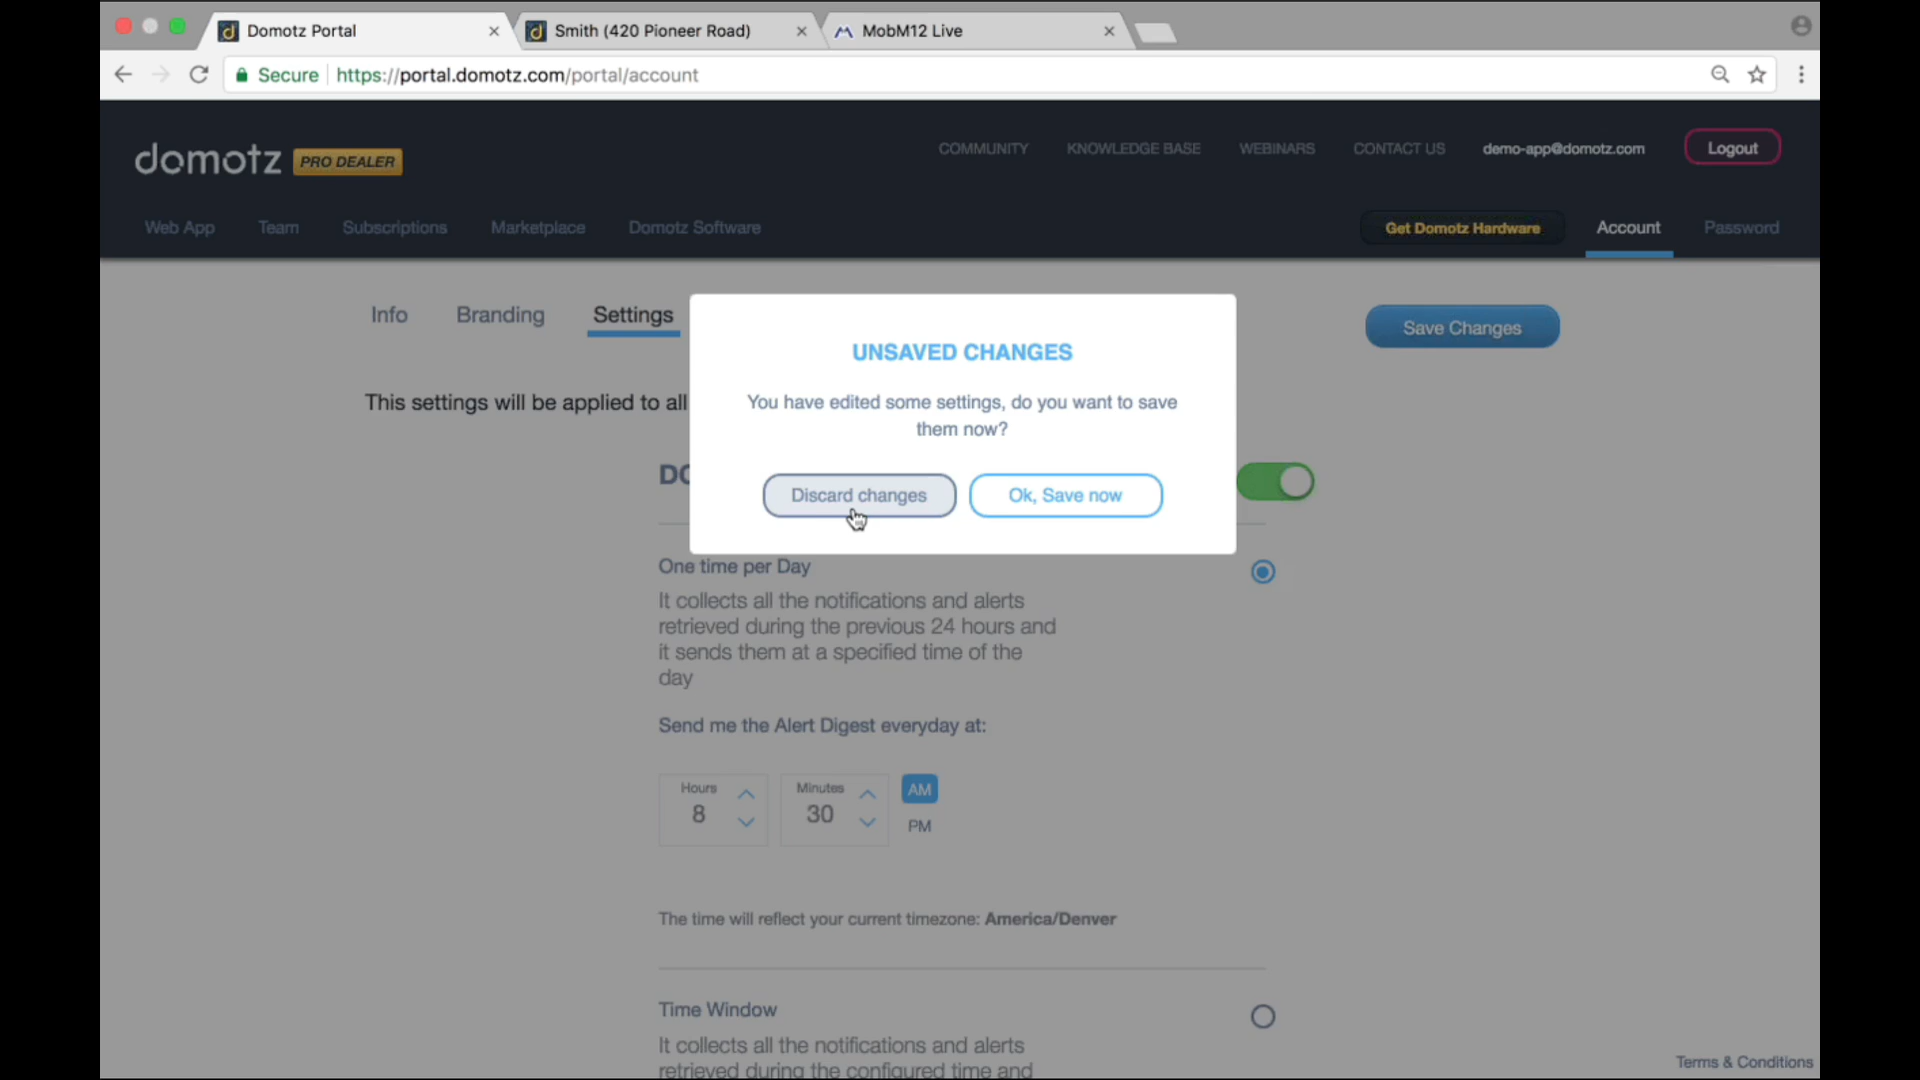 Domotz Portal
Smith (420 Pioneer Road)
MobM12 Live
Secure
https://portal.domotz.com/portal/account
domotz PRO DEALER
COMMUNITY
KNOWLEDGE BASE
WEBINARS
CONTACT US
demo-app@domotz.com
Logout
Web App
Team
Subscriptions
Marketplace
Domotz Software
Get Domotz Hardware
Account
Password
Info
Branding
Settings
Save Changes
UNSAVED CHANGES
You have edited some settings, do you want to save
them now?
Discard changes
Ok, Save now
This settings will be applied to all
One time per Day
It collects all the notifications and alerts
retrieved during the previous 24 hours and
it sends them at a specified time of the
day
Send me the Alert Digest everyday at:
Hours
8
Minutes
30
AM
PM
The time will reflect your current timezone: America/Denver
Time Window
It collects all the notifications and alerts
retrieved during the configured time and
Terms & Conditions